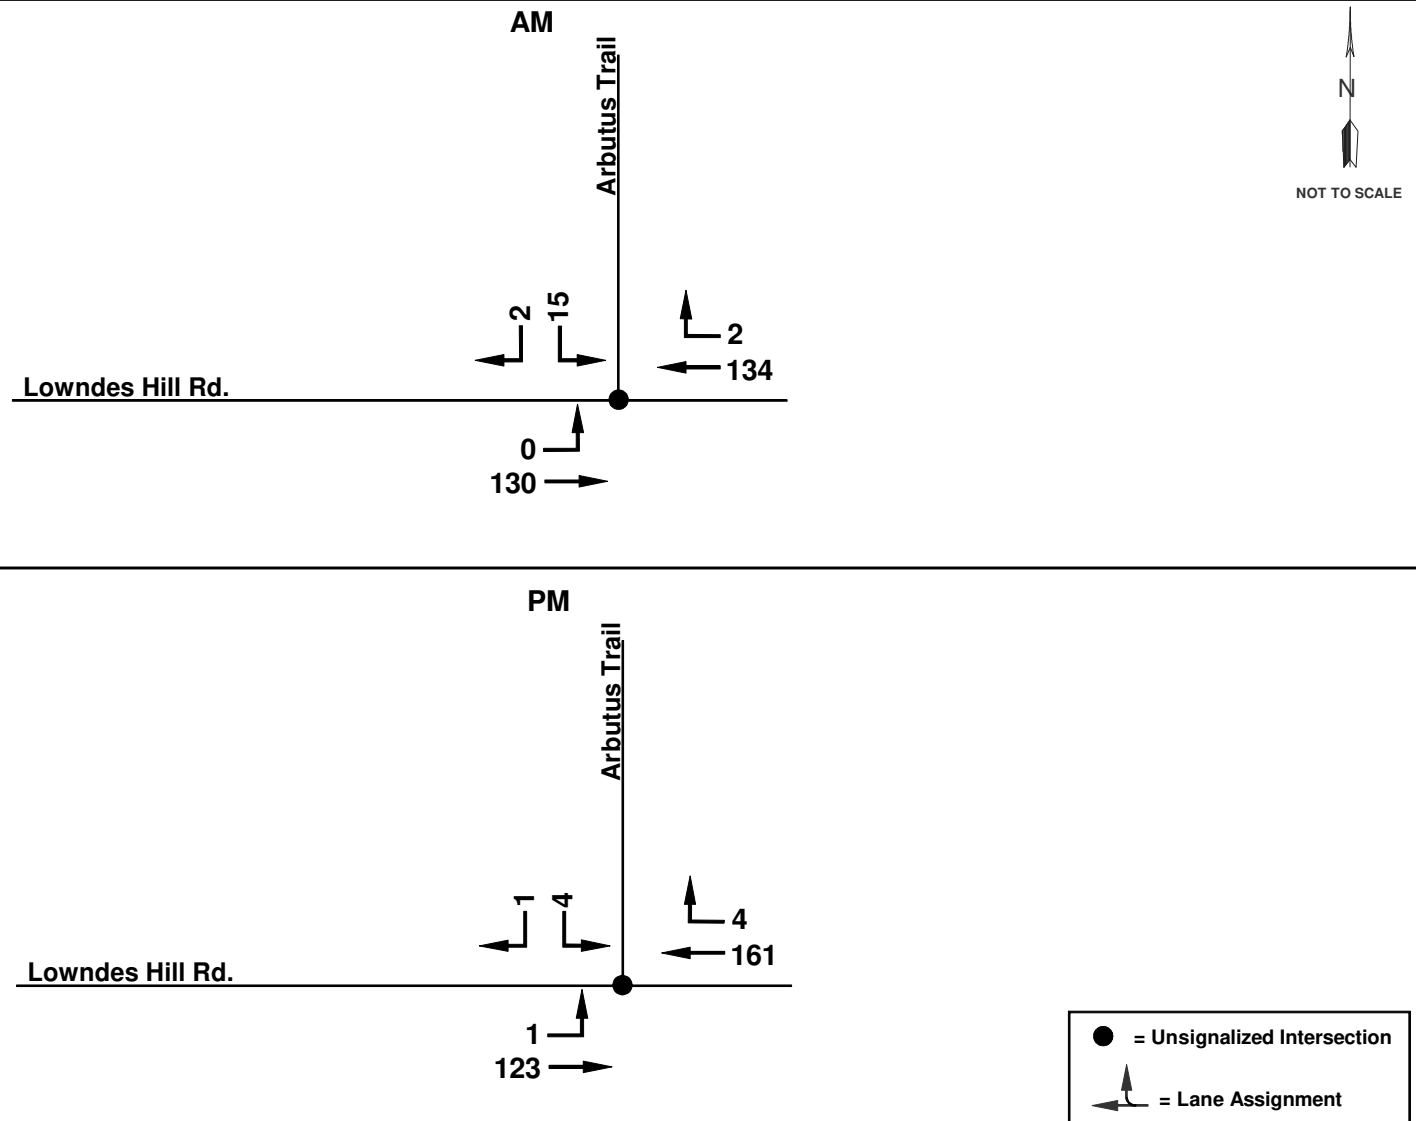 AM
Arbutus Trail
N
NOT TO SCALE
2
15
2
134
Lowndes Hill Rd.
0
130
PM
Arbutus Trail
1
4
4
161
Lowndes Hill Rd.
1
123
= Unsignalized Intersection
= Lane Assignment